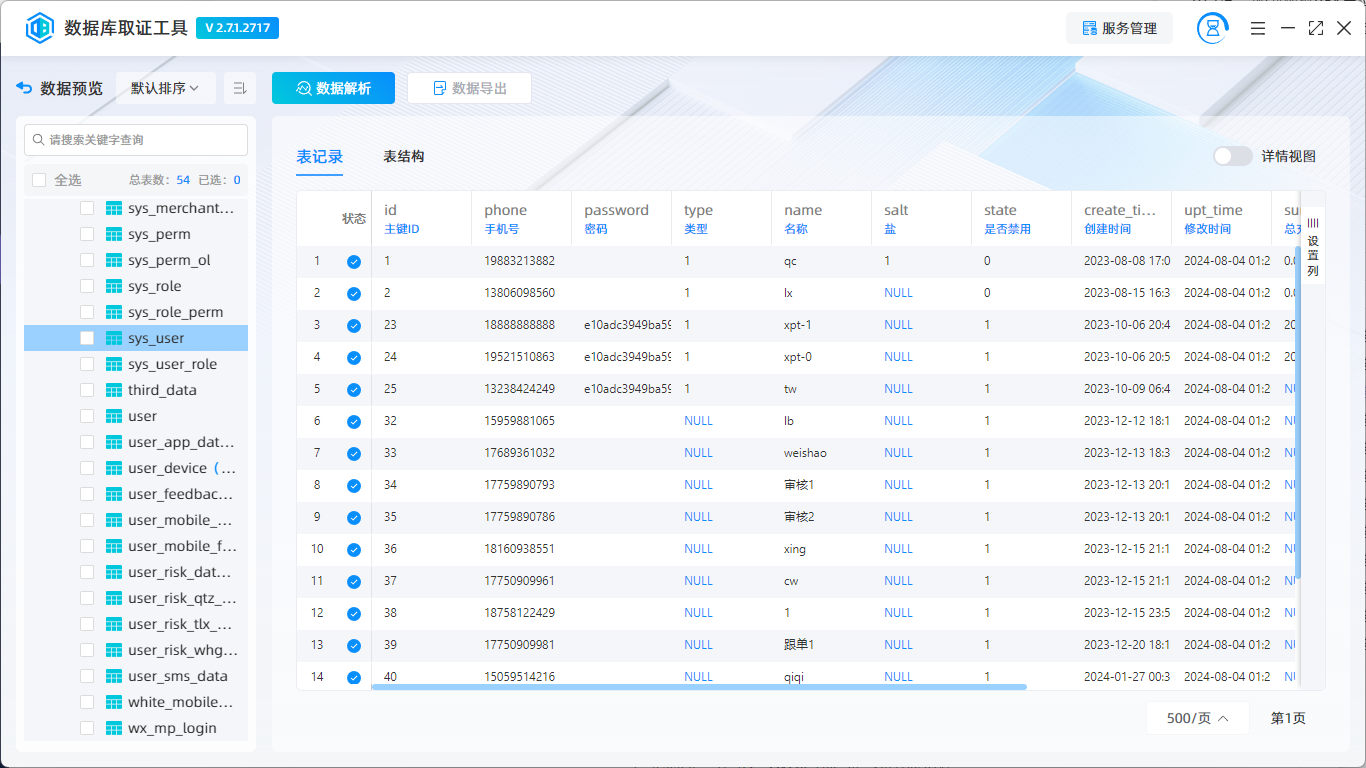 数据库取证工具 V 2.7.1.2717 服务管理
数据预览 默认排序 数据解析 数据导出
请搜索关键字查询
全选 总表数: 54 已选: 0
sys_merchant...
sys_perm
sys_perm_ol
sys_role
sys_role_perm
sys_user
sys_user_role
third_data
user
user_app_dat...
user_device (...
user_feedbac...
user_mobile_...
user_mobile_f...
user_risk_dat...
user_risk_qtz_...
user_risk_tlx_...
user_risk_whg...
user_sms_data
white_mobile...
wx_mp_login
表记录 表结构 详情视图
状态 id phone password type name salt state create_ti... upt_time su
主键ID 手机号 密码 类型 名称 盐 是否禁用 创建时间 修改时间 总
设置列
1 1 19883213882 1 qc 1 0 2023-08-08 17:0 2024-08-04 01:2 0.
2 2 13806098560 1 lx NULL 0 2023-08-15 16:3 2024-08-04 01:2 0.
3 23 18888888888 e10adc3949ba59 1 xpt-1 NULL 1 2023-10-06 20:4 2024-08-04 01:2 20
4 24 19521510863 e10adc3949ba59 1 xpt-0 NULL 1 2023-10-06 20:5 2024-08-04 01:2 20
5 25 13238424249 e10adc3949ba59 1 tw NULL 1 2023-10-09 06:4 2024-08-04 01:2 NU
6 32 15959881065 NULL lb NULL 1 2023-12-12 18:1 2024-08-04 01:2 NU
7 33 17689361032 NULL weishao NULL 1 2023-12-13 18:3 2024-08-04 01:2 NU
8 34 17759890793 NULL 审核1 NULL 1 2023-12-13 20:1 2024-08-04 01:2 NU
9 35 17759890786 NULL 审核2 NULL 1 2023-12-13 20:1 2024-08-04 01:2 NU
10 36 18160938551 NULL xing NULL 1 2023-12-15 21:1 2024-08-04 01:2 NU
11 37 17750909961 NULL cw NULL 1 2023-12-15 21:1 2024-08-04 01:2 NU
12 38 18758122429 NULL 1 NULL 1 2023-12-15 23:5 2024-08-04 01:2 NU
13 39 17750909981 NULL 跟单1 NULL 1 2023-12-20 18:1 2024-08-04 01:2 NU
14 40 15059514216 NULL qiqi NULL 1 2024-01-27 00:3 2024-08-04 01:2 NU
500/页 第1页